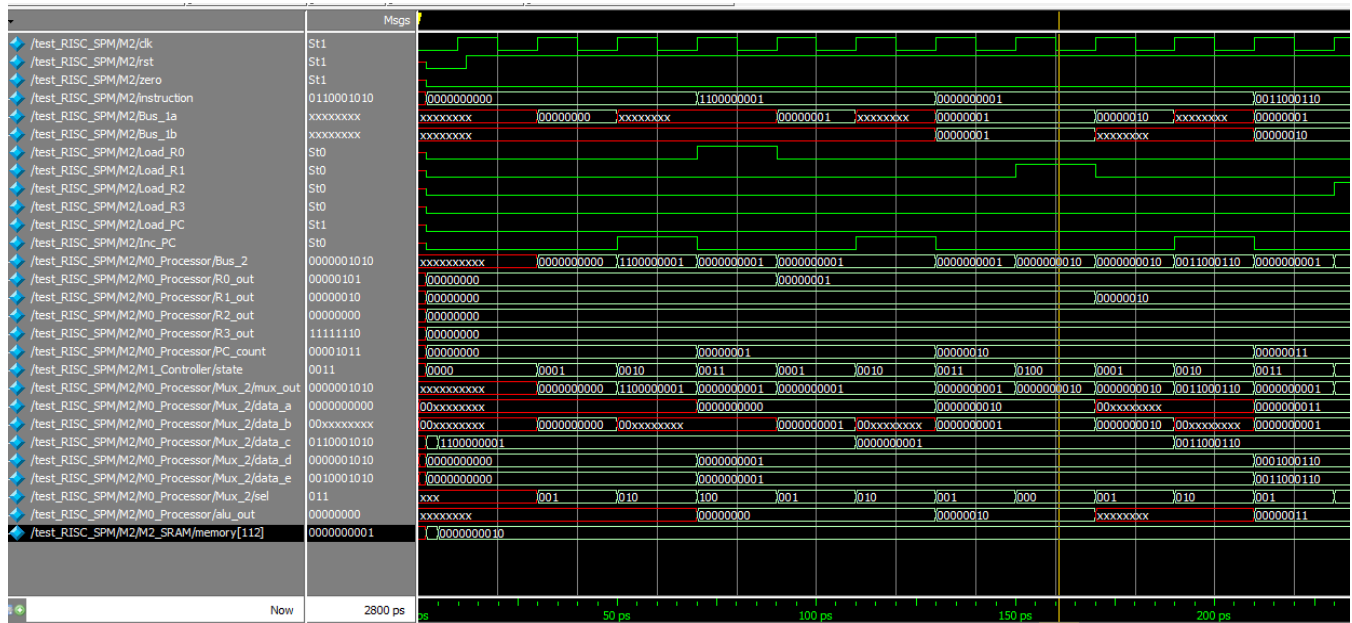 Msgs
/test_RISC_SPM/M2/clk St1
/test_RISC_SPM/M2/rst St1
/test_RISC_SPM/M2/zero St1
/test_RISC_SPM/M2/instruction 0110001010 0000000000 1100000001 0000000001 0011000110
/test_RISC_SPM/M2/Bus_1a xxxxxxxx xxxxxxxx 00000000 xxxxxxxx 00000001 xxxxxxxx 00000001 00000010 xxxxxxxx 00000001
/test_RISC_SPM/M2/Bus_1b xxxxxxxx xxxxxxxx 00000001 xxxxxxxx 00000010
/test_RISC_SPM/M2/Load_R0 St0
/test_RISC_SPM/M2/Load_R1 St0
/test_RISC_SPM/M2/Load_R2 St0
/test_RISC_SPM/M2/Load_R3 St0
/test_RISC_SPM/M2/Load_PC St1
/test_RISC_SPM/M2/Inc_PC St0
/test_RISC_SPM/M2/M0_Processor/Bus_2 0000001010 xxxxxxxxxx 0000000000 1100000001 0000000001 0000000001 0000000001 0000000010 0000000010 0011000110 0000000001
/test_RISC_SPM/M2/M0_Processor/R0_out 00000101 00000000 00000001
/test_RISC_SPM/M2/M0_Processor/R1_out 00000010 00000000 00000010
/test_RISC_SPM/M2/M0_Processor/R2_out 00000000 00000000
/test_RISC_SPM/M2/M0_Processor/R3_out 11111110 00000000
/test_RISC_SPM/M2/M0_Processor/PC_count 00001011 00000000 00000001 00000010 00000011
/test_RISC_SPM/M2/M1_Controller/state 0011 0000 0001 0010 0011 0001 0010 0011 0100 0001 0010 0011
/test_RISC_SPM/M2/M0_Processor/Mux_2/mux_out 0000001010 xxxxxxxxxx 0000000000 1100000001 0000000001 0000000001 0000000001 0000000010 0000000010 0011000110 0000000001
/test_RISC_SPM/M2/M0_Processor/Mux_2/data_a 0000000000 00xxxxxxxx 0000000000 0000000010 00xxxxxxxx 0000000011
/test_RISC_SPM/M2/M0_Processor/Mux_2/data_b 00xxxxxxxx 00xxxxxxxx 0000000000 00xxxxxxxx 0000000001 00xxxxxxxx 0000000001 0000000010 00xxxxxxxx 0000000001
/test_RISC_SPM/M2/M0_Processor/Mux_2/data_c 0110001010 1100000001 0000000001 0011000110
/test_RISC_SPM/M2/M0_Processor/Mux_2/data_d 0000001010 0000000000 0000000001 0001000110
/test_RISC_SPM/M2/M0_Processor/Mux_2/data_e 0010001010 0000000000 0000000001 0011000110
/test_RISC_SPM/M2/M0_Processor/Mux_2/sel 011 xxx 001 010 100 001 010 001 000 001 010 001
/test_RISC_SPM/M2/M0_Processor/alu_out 00000000 xxxxxxxx 00000000 00000010 xxxxxxxx 00000011
/test_RISC_SPM/M2/M2_SRAM/memory[112] 0000000001 0000000010
Now 2800 ps ps 50 ps 100 ps 150 ps 200 ps